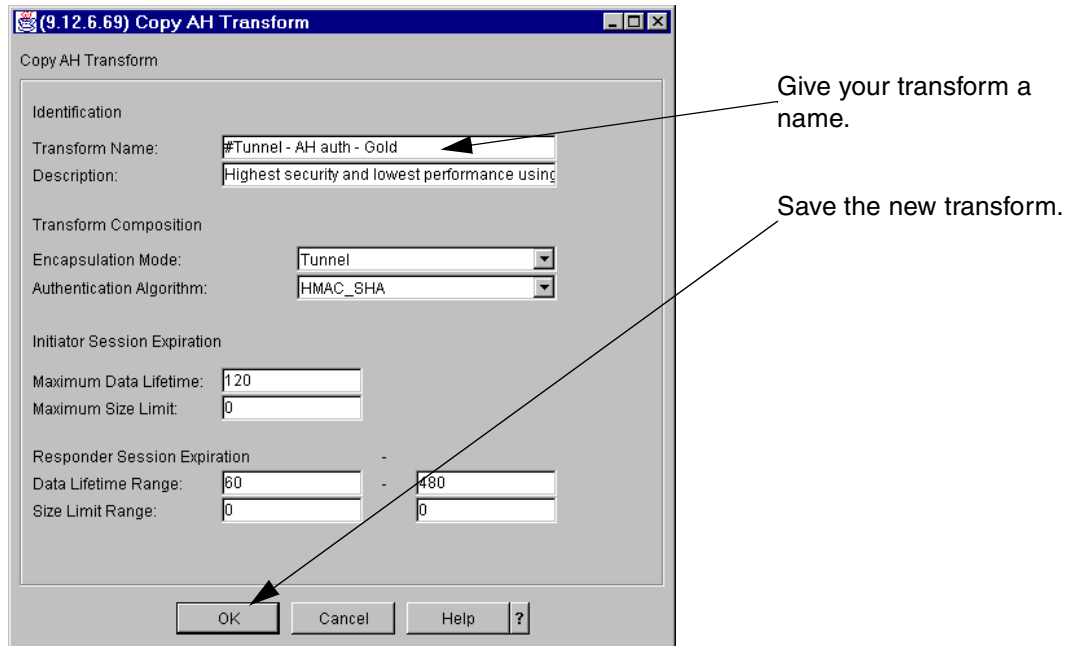 (9.12.6.69) Copy AH Transform
Copy AH Transform
Identification
Transform Name: #Tunnel - AH auth - Gold
Description: Highest security and lowest performance using
Transform Composition
Encapsulation Mode: Tunnel
Authentication Algorithm: HMAC_SHA
Initiator Session Expiration
Maximum Data Lifetime: 120
Maximum Size Limit: 0
Responder Session Expiration -
Data Lifetime Range: 60 - 480
Size Limit Range: 0 0
OK Cancel Help ?
Give your transform a
name.
Save the new transform.